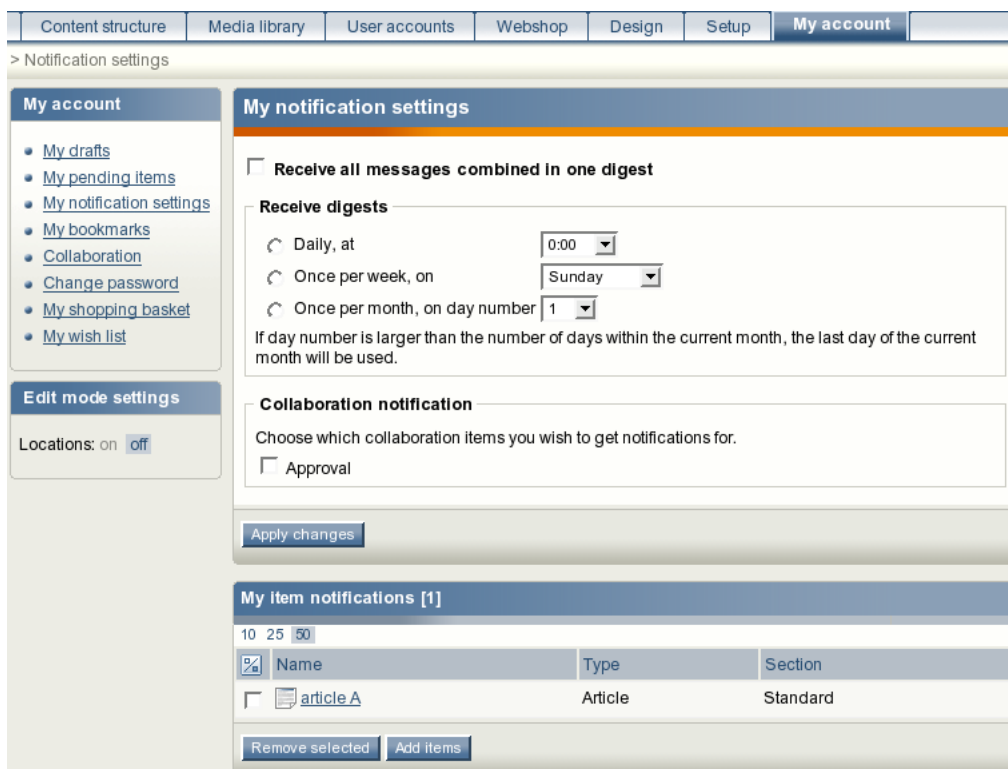 Content structure Media library User accounts Webshop Design Setup My account
> Notification settings
My account
My drafts
My pending items
My notification settings
My bookmarks
Collaboration
Change password
My shopping basket
My wish list
Edit mode settings
Locations: on off
My notification settings
Receive all messages combined in one digest
Receive digests
Daily, at 0:00
Once per week, on Sunday
Once per month, on day number 1
If day number is larger than the number of days within the current month, the last day of the current
month will be used.
Collaboration notification
Choose which collaboration items you wish to get notifications for.
Approval
Apply changes
My item notifications [1]
10 25 50
Name Type Section
article A Article Standard
Remove selected Add items